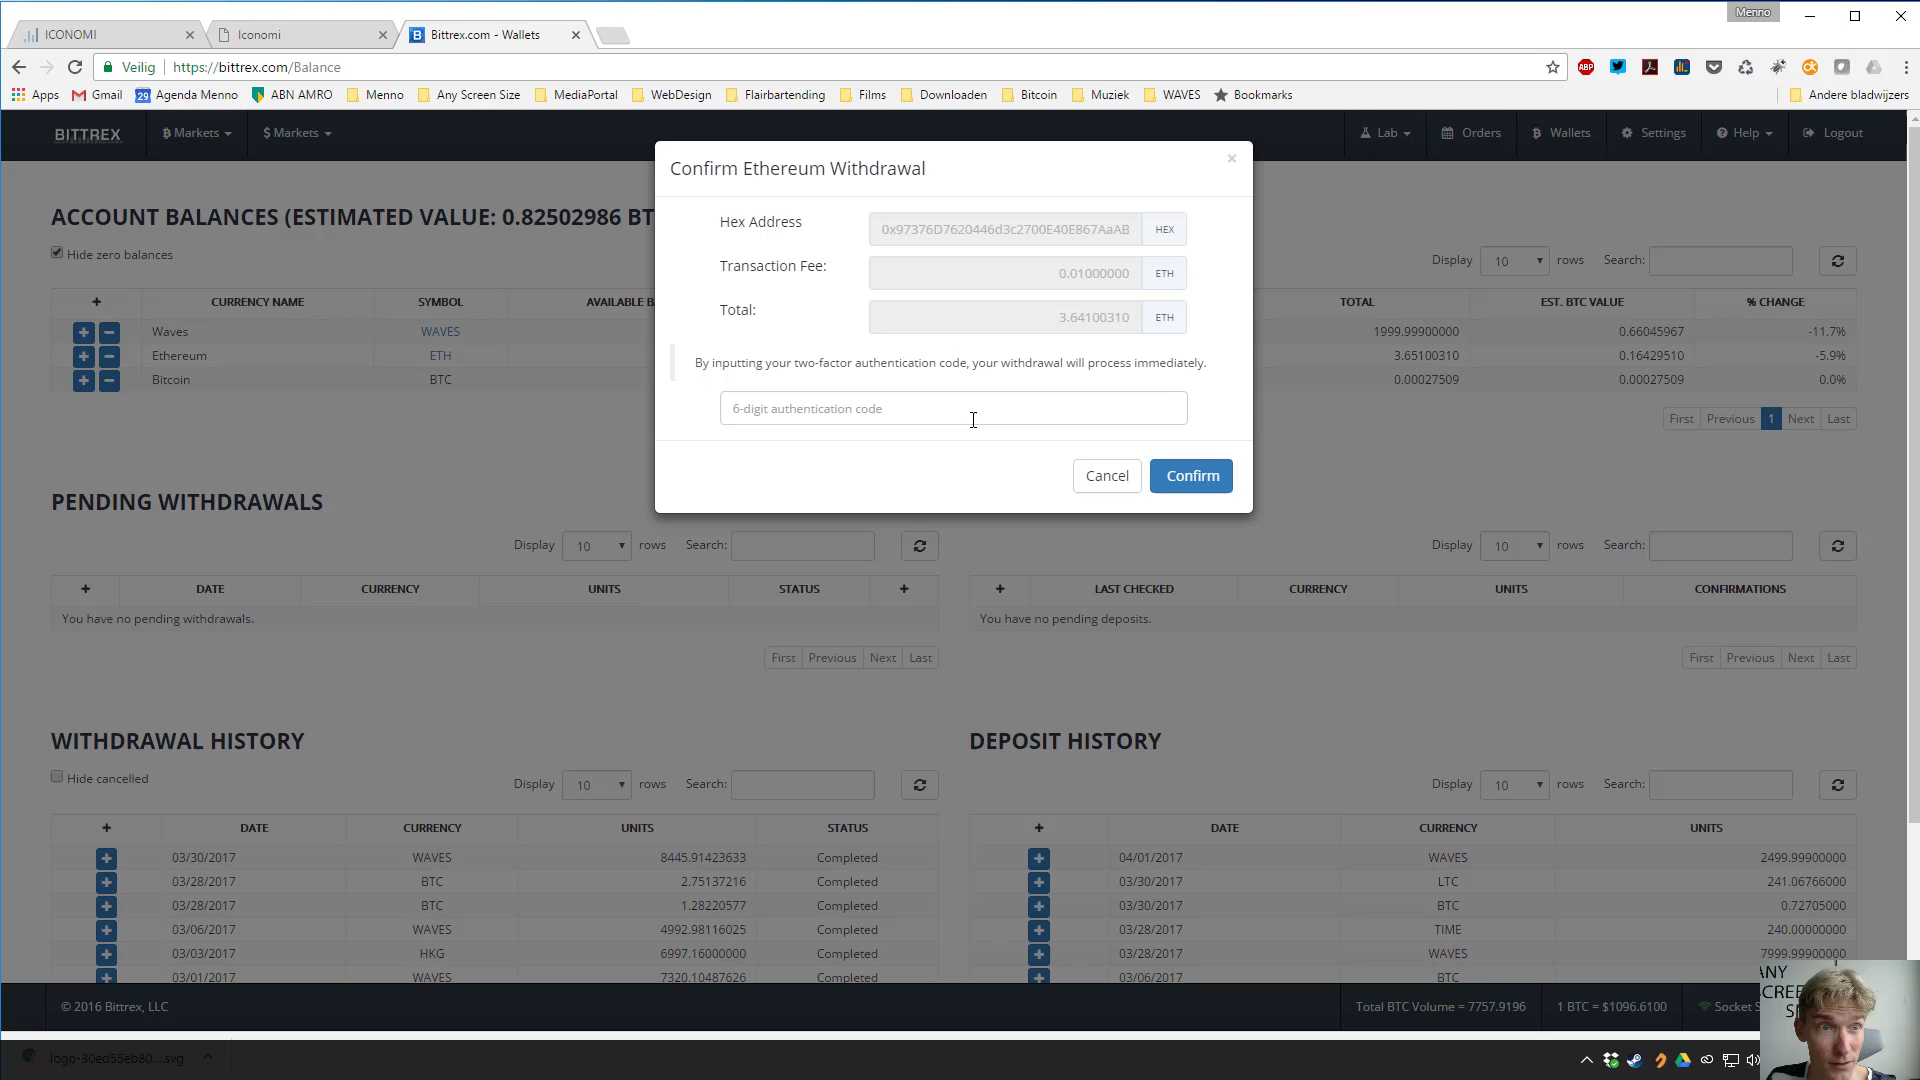 Menno
ICONOMI
Iconomi
Bittrex.com - Wallets
Veilig https://bittrex.com/Balance
Apps Gmail Agenda Menno ABN AMRO Menno Any Screen Size MediaPortal WebDesign Flairbartending Films Downloaden Bitcoin Muziek WAVES Bookmarks Andere bladwijzers
BITTREX Markets $ Markets Lab Orders Wallets Settings Help Logout
Confirm Ethereum Withdrawal
Hex Address 0x97376D7620446d3c2700E40E867AaAB HEX
Transaction Fee: 0.01000000 ETH
Total: 3.64100310 ETH
By inputting your two-factor authentication code, your withdrawal will process immediately.
6-digit authentication code
Cancel Confirm
ACCOUNT BALANCES (ESTIMATED VALUE: 0.82502986 BT
Hide zero balances
Display 10 rows Search:
CURRENCY NAME SYMBOL AVAILABLE B TOTAL EST. BTC VALUE % CHANGE
Waves WAVES 1999.99900000 0.66045967 -11.7%
Ethereum ETH 3.65100310 0.16429510 -5.9%
Bitcoin BTC 0.00027509 0.00027509 0.0%
First Previous 1 Next Last
PENDING WITHDRAWALS
Display 10 rows Search:
DATE CURRENCY UNITS STATUS
You have no pending withdrawals.
First Previous Next Last
Display 10 rows Search:
LAST CHECKED CURRENCY UNITS CONFIRMATIONS
You have no pending deposits.
First Previous Next Last
WITHDRAWAL HISTORY
Hide cancelled
Display 10 rows Search:
DATE CURRENCY UNITS STATUS
03/30/2017 WAVES 8445.91423633 Completed
03/28/2017 BTC 2.75137216 Completed
03/28/2017 BTC 1.28220577 Completed
03/06/2017 WAVES 4992.98116025 Completed
03/03/2017 HKG 6997.16000000 Completed
03/01/2017 WAVES 7320.10487626 Completed
DEPOSIT HISTORY
Display 10 rows Search:
DATE CURRENCY UNITS
04/01/2017 WAVES 2499.99900000
03/30/2017 LTC 241.06766000
03/30/2017 BTC 0.72705000
03/28/2017 TIME 240.00000000
03/28/2017 WAVES 7999.99900000
03/06/2017 BTC
© 2016 Bittrex, LLC Total BTC Volume = 7757.9196 1 BTC = $1096.6100 Socket S
ANY
SCREE
S
logo-30ed55eb80....svg